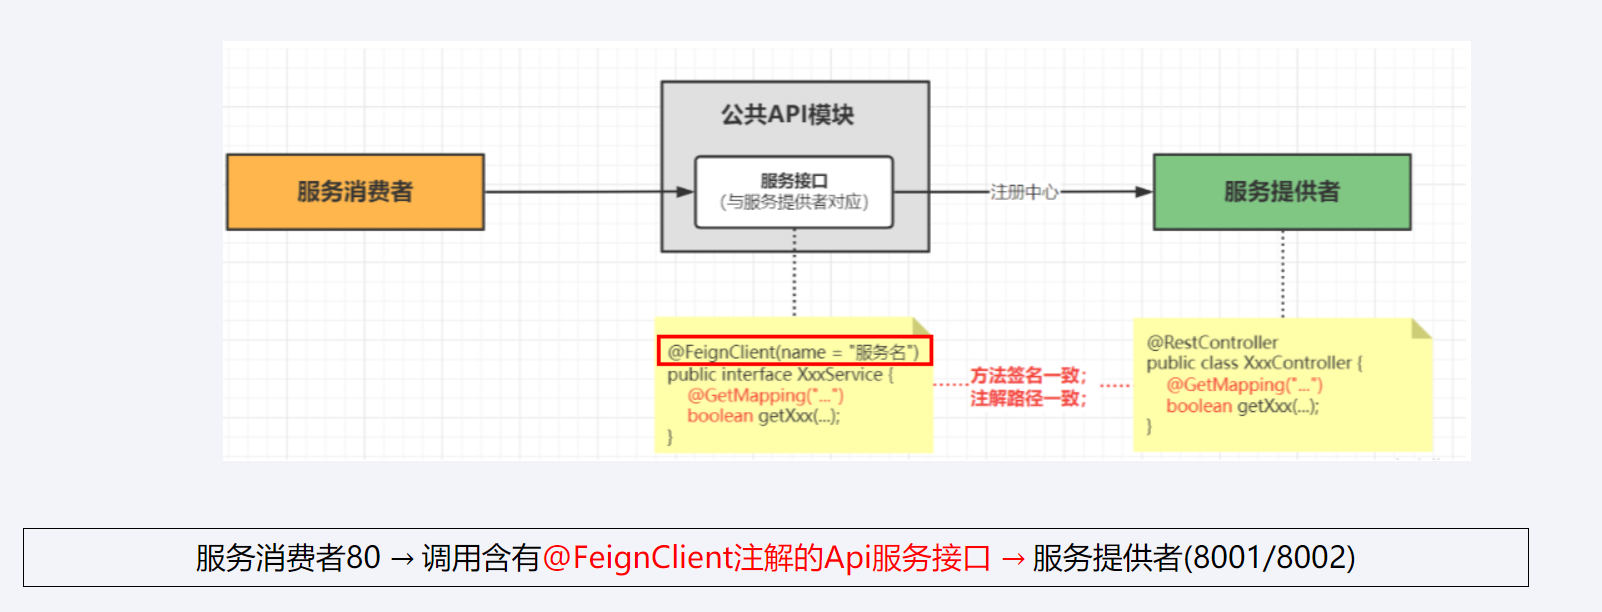 公共API模块
服务消费者
服务接口
（与服务提供者对应）
注册中心
服务提供者
@FeignClient(name = "服务名")
public interface XxxService {
@GetMapping("...")
boolean getXxx(...);
}
方法签名一致；
注解路径一致；
@RestController
public class XxxController {
@GetMapping("...")
boolean getXxx(...);
}
服务消费者80 → 调用含有@FeignClient注解的Api服务接口 → 服务提供者(8001/8002)